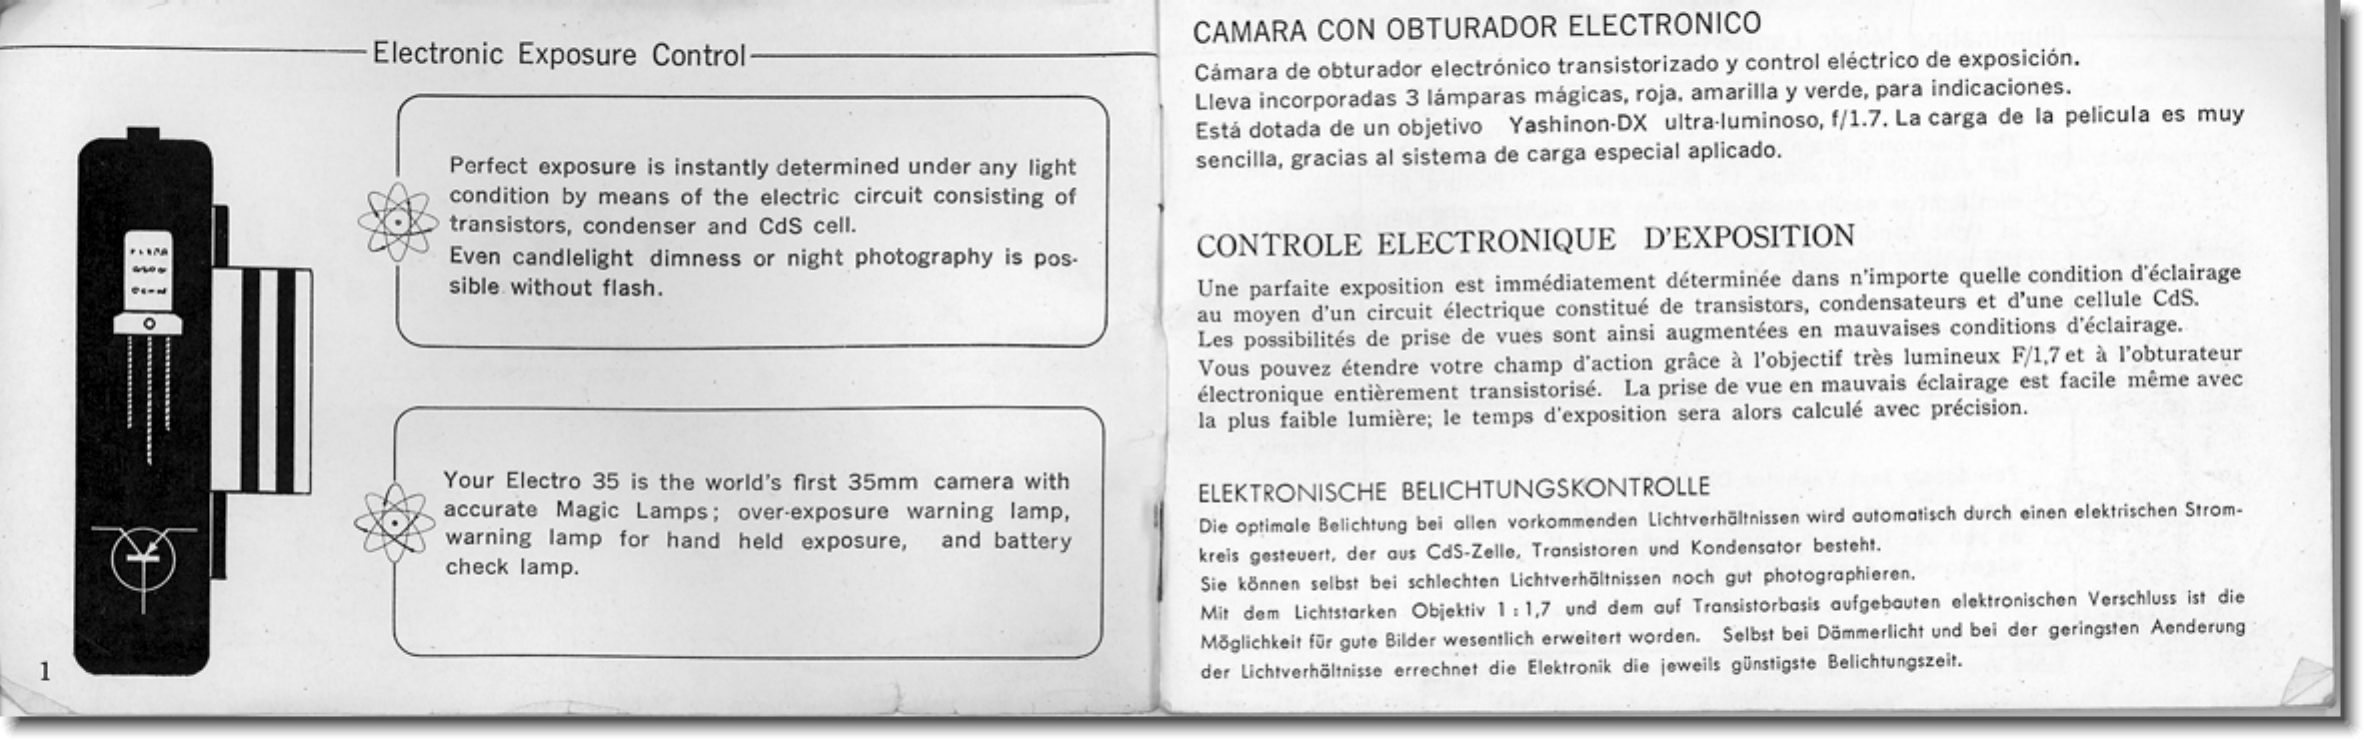 Electronic Exposure Control
Perfect exposure is instantly determined under any light
condition by means of the electric circuit consisting of
transistors, condenser and CdS cell.
Even candlelight dimness or night photography is pos-
sible without flash.
Your Electro 35 is the world's first 35mm camera with
accurate Magic Lamps; over-exposure warning lamp,
warning lamp for hand held exposure, and battery
check lamp.
1
CAMARA CON OBTURADOR ELECTRONICO
Cámara de obturador electrónico transistorizado y control eléctrico de exposición.
Lleva incorporadas 3 lámparas mágicas, roja, amarilla y verde, para indicaciones.
Está dotada de un objetivo Yashinon-DX ultra-luminoso, f/1.7. La carga de la pelicula es muy
sencilla, gracias al sistema de carga especial aplicado.
CONTROLE ELECTRONIQUE D'EXPOSITION
Une parfaite exposition est immédiatement déterminée dans n'importe quelle condition d'éclairage
au moyen d'un circuit électrique constitué de transistors, condensateurs et d'une cellule CdS.
Les possibilités de prise de vues sont ainsi augmentées en mauvaises conditions d'éclairage.
Vous pouvez étendre votre champ d'action grâce à l'objectif très lumineux F/1,7 et à l'obturateur
électronique entièrement transistorisé. La prise de vue en mauvais éclairage est facile même avec
la plus faible lumière; le temps d'exposition sera alors calculé avec précision.
ELEKTRONISCHE BELICHTUNGSKONTROLLE
Die optimale Belichtung bei allen vorkommenden Lichtverhältnissen wird automatisch durch einen elektrischen Strom-
kreis gesteuert, der aus CdS-Zelle, Transistoren und Kondensator besteht.
Sie können selbst bei schlechten Lichtverhältnissen noch gut photographieren.
Mit dem Lichtstarken Objektiv 1 : 1,7 und dem auf Transistorbasis aufgebauten elektronischen Verschluss ist die
Möglichkeit für gute Bilder wesentlich erweitert worden. Selbst bei Dämmerlicht und bei der geringsten Aenderung
der Lichtverhältnisse errechnet die Elektronik die jeweils günstigste Belichtungszeit.